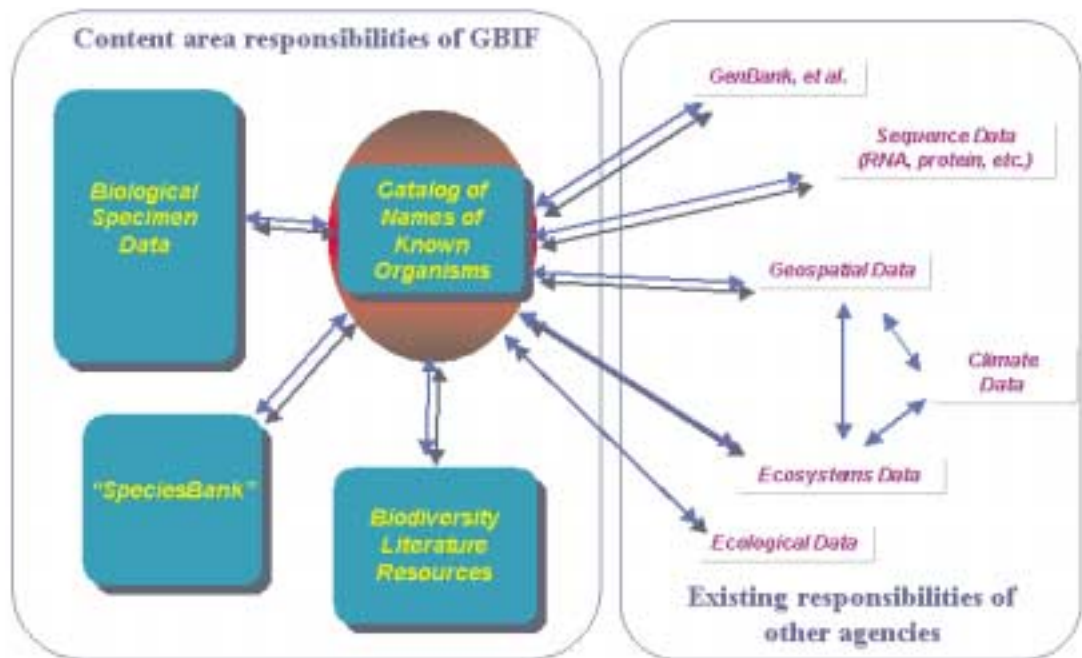 Content area responsibilities of GBIF
Biological
Specimen
Data
Catalog of
Names of
Known
Organisms
"SpeciesBank"
Biodiversity
Literature
Resources
GenBank, et al.
Sequence Data
(RNA, protein, etc.)
Geospatial Data
Climate
Data
Ecosystems Data
Ecological Data
Existing responsibilities of
other agencies